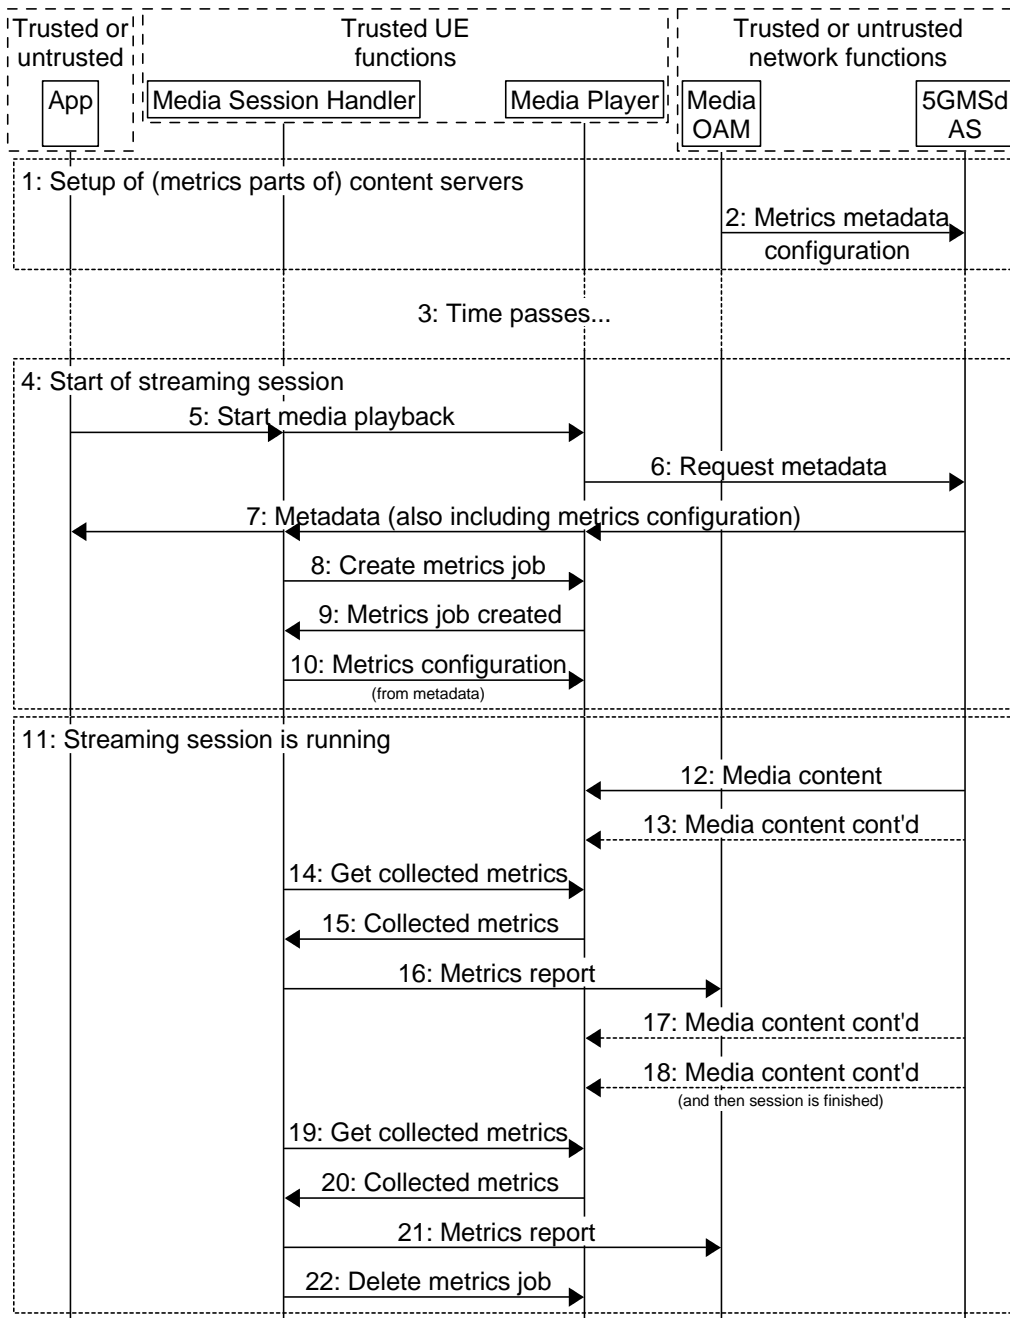 Trusted or
untrusted
Trusted UE
functions
Trusted or untrusted
network functions
App
Media Session Handler
Media Player
Media
OAM
5GMSd
AS
1: Setup of (metrics parts of) content servers
2: Metrics metadata
configuration
3: Time passes...
4: Start of streaming session
5: Start media playback
6: Request metadata
7: Metadata (also including metrics configuration)
8: Create metrics job
9: Metrics job created
10: Metrics configuration
(from metadata)
11: Streaming session is running
12: Media content
13: Media content cont'd
14: Get collected metrics
15: Collected metrics
16: Metrics report
17: Media content cont'd
18: Media content cont'd
(and then session is finished)
19: Get collected metrics
20: Collected metrics
21: Metrics report
22: Delete metrics job